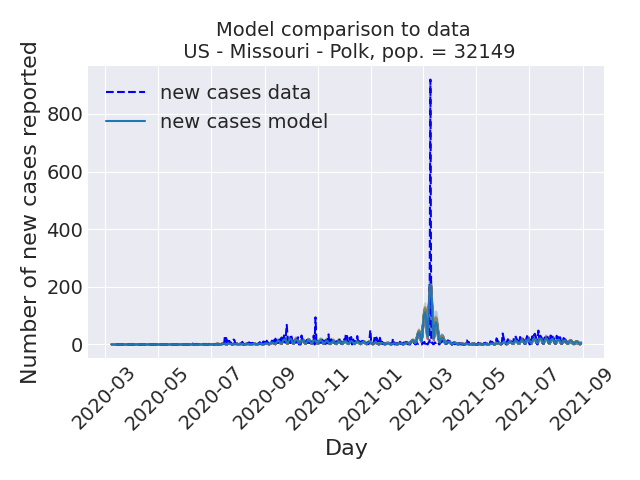 Model comparison to data
US - Missouri - Polk, pop. = 32149
Number of new cases reported
800
600
400
200
0
new cases data
new cases model
2020-03
2020-05
2020-07
2020-09
2020-11
2021-01
2021-03
2021-05
2021-07
2021-09
Day